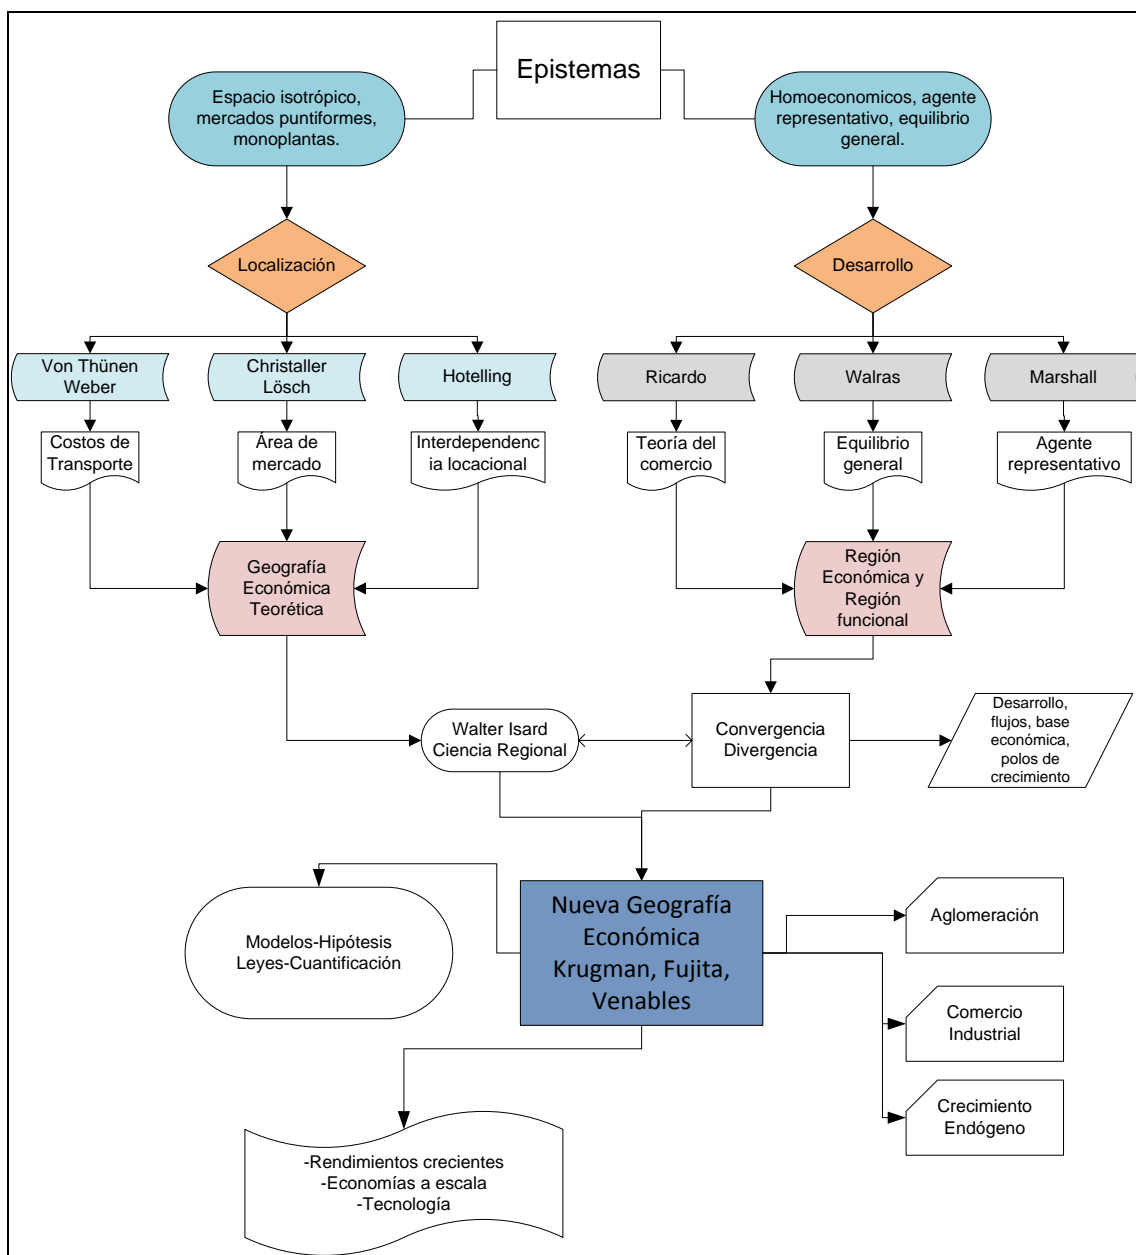 Epistemas
Espacio isotrópico,
mercados puntiformes,
monoplantas.
Homoeconomicos, agente
representativo, equilibrio
general.
Localización
Desarrollo
Von Thünen
Weber
Christaller
Lösch
Hotelling
Ricardo
Walras
Marshall
Costos de
Transporte
Área de
mercado
Interdependenc
ia locacional
Teoría del
comercio
Equilibrio
general
Agente
representativo
Geografía
Económica
Teorética
Región
Económica y
Región
funcional
Walter Isard
Ciencia Regional
Convergencia
Divergencia
Desarrollo,
flujos, base
económica,
polos de
crecimiento
Nueva Geografía
Económica
Krugman, Fujita,
Venables
Modelos-Hipótesis
Leyes-Cuantificación
Aglomeración
Comercio
Industrial
Crecimiento
Endógeno
-Rendimientos crecientes
-Economías a escala
-Tecnología